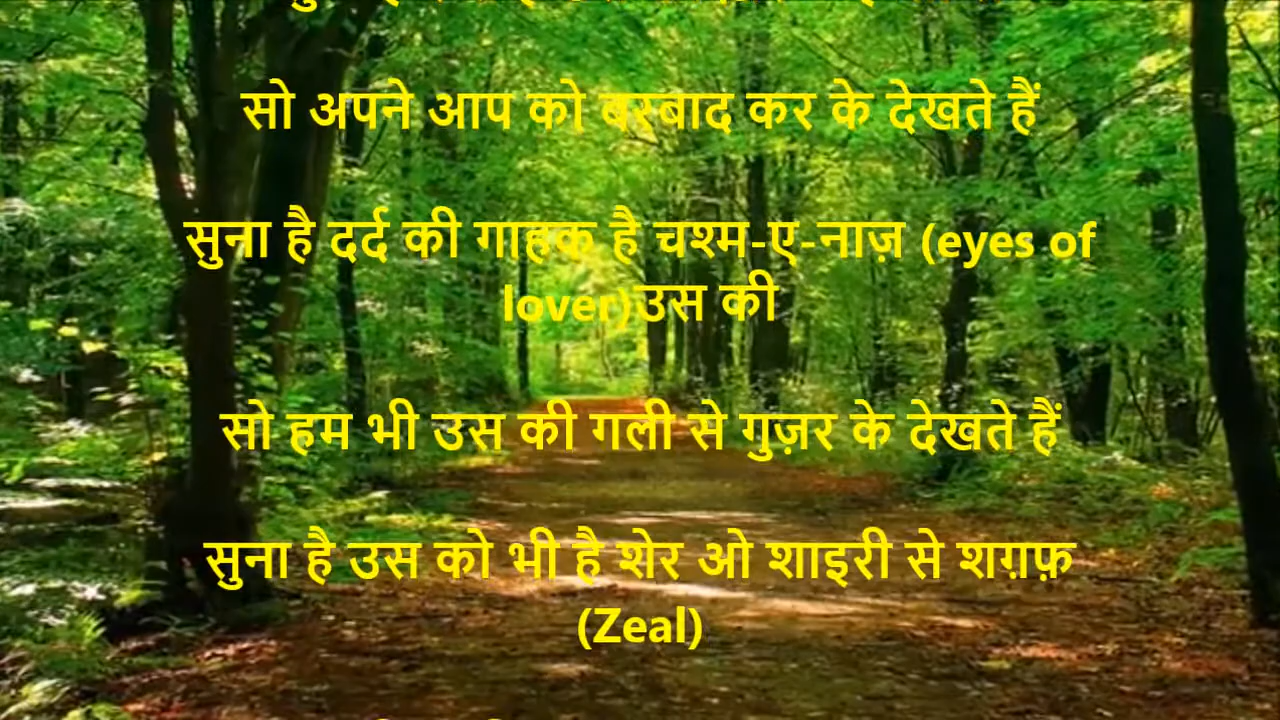 सो अपने आप को बरबाद कर के देखते हैं
सुना है दर्द की गाहक है चश्म-ए-नाज़ (eyes of
lover)उस की
सो हम भी उस की गली से गुज़र के देखते हैं
सुना है उस को भी है शेर ओ शाइरी से शग़फ़
(Zeal)